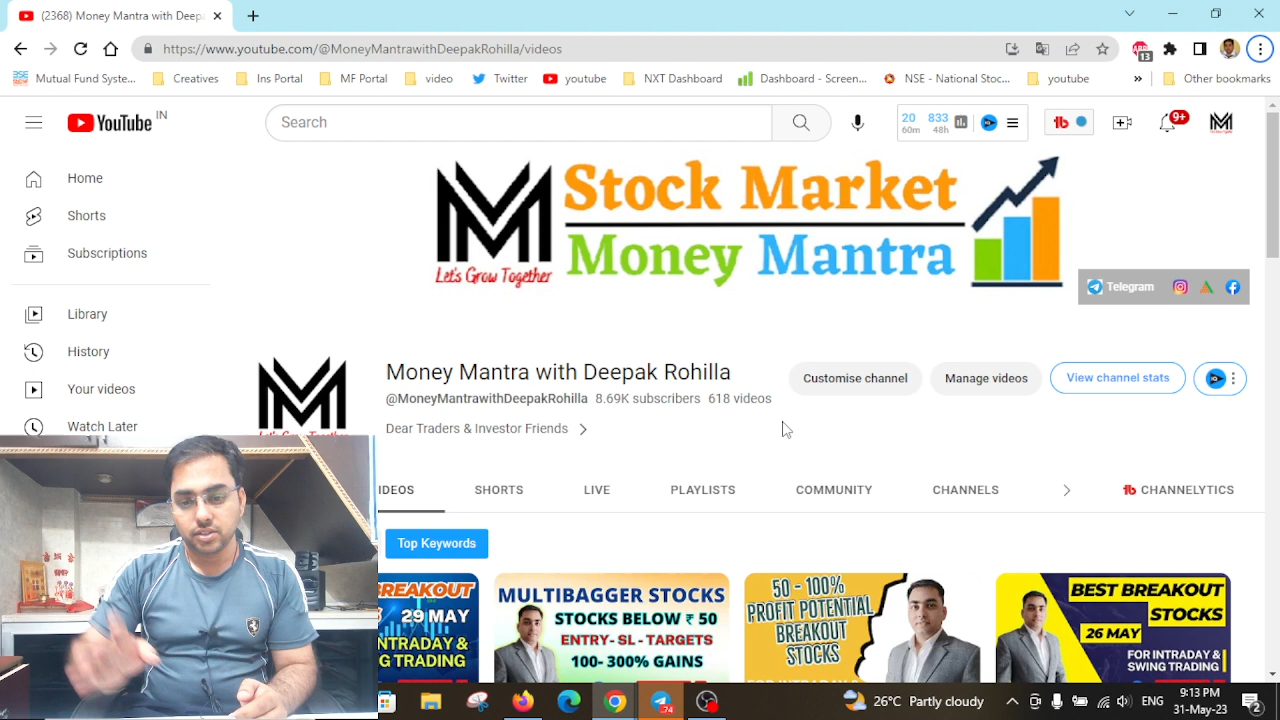 (2368) Money Mantra with Deep
https://www.youtube.com/@MoneyMantrawithDeepakRohilla/videos
13
Mutual Fund Syste...
Creatives
Ins Portal
MF Portal
video
Twitter
youtube
NXT Dashboard
Dashboard - Screen...
NSE - National Stoc...
youtube
»
Other bookmarks
YouTube IN
Search
20 60m
833 48h
9+
Home
Shorts
Subscriptions
Library
History
Your videos
Watch Later
Let's Grow Together
Stock Market
Money Mantra
Telegram
Money Mantra with Deepak Rohilla
@MoneyMantrawithDeepakRohilla 8.69K subscribers 618 videos
Dear Traders & Investor Friends
Customise channel
Manage videos
View channel stats
IDEOS
SHORTS
LIVE
PLAYLISTS
COMMUNITY
CHANNELS
CHANNELYTICS
Top Keywords
BREAKOUT
29 MAY
NTRADAY &
NG TRADING
MULTIBAGGER STOCKS
STOCKS BELOW ₹ 50
ENTRY- SL - TARGETS
100- 300% GAINS
50 - 100%
PROFIT POTENTIAL
BREAKOUT
STOCKS
BEST BREAKOUT
STOCKS
26 MAY
FOR INTRADAY &
SWING TRADING
74
26°C Partly cloudy
ENG
9:13 PM
31-May-23
2